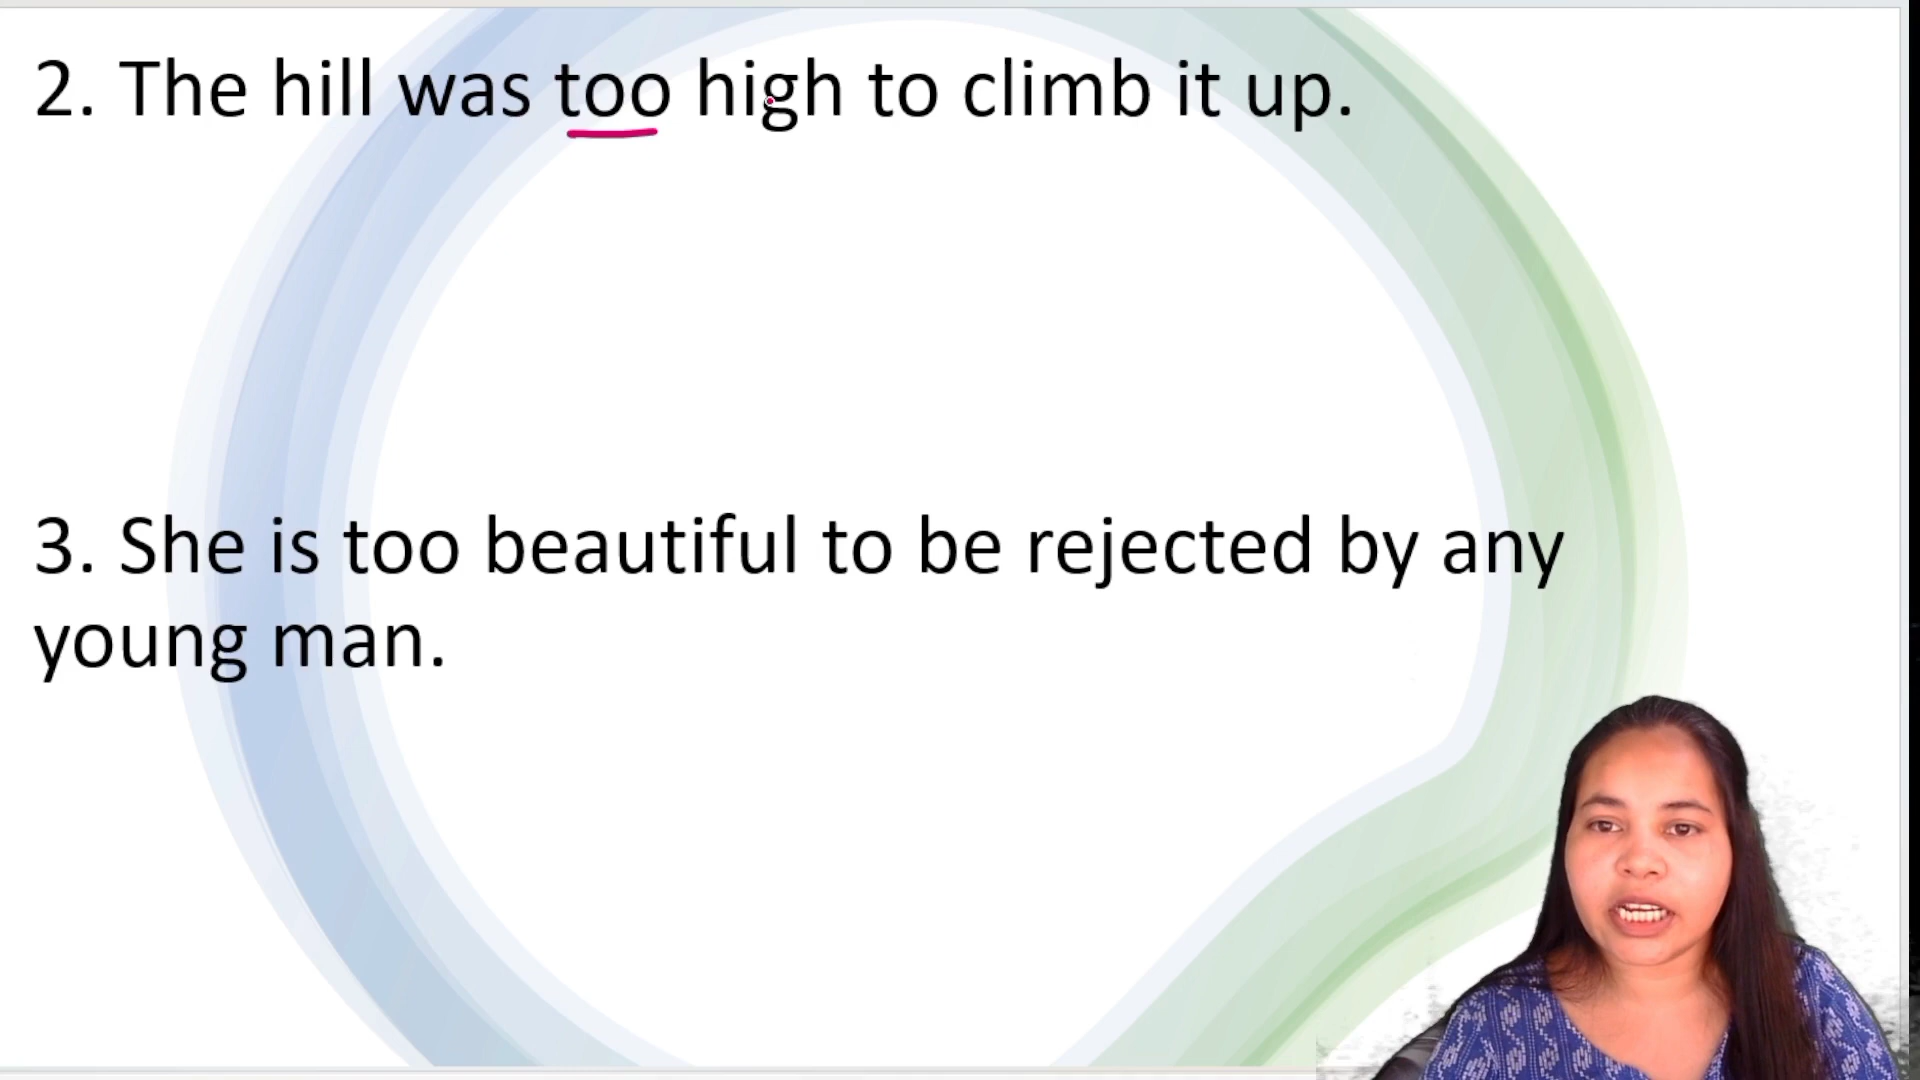 2. The hill was too high to climb it up.
3. She is too beautiful to be rejected by any
young man.